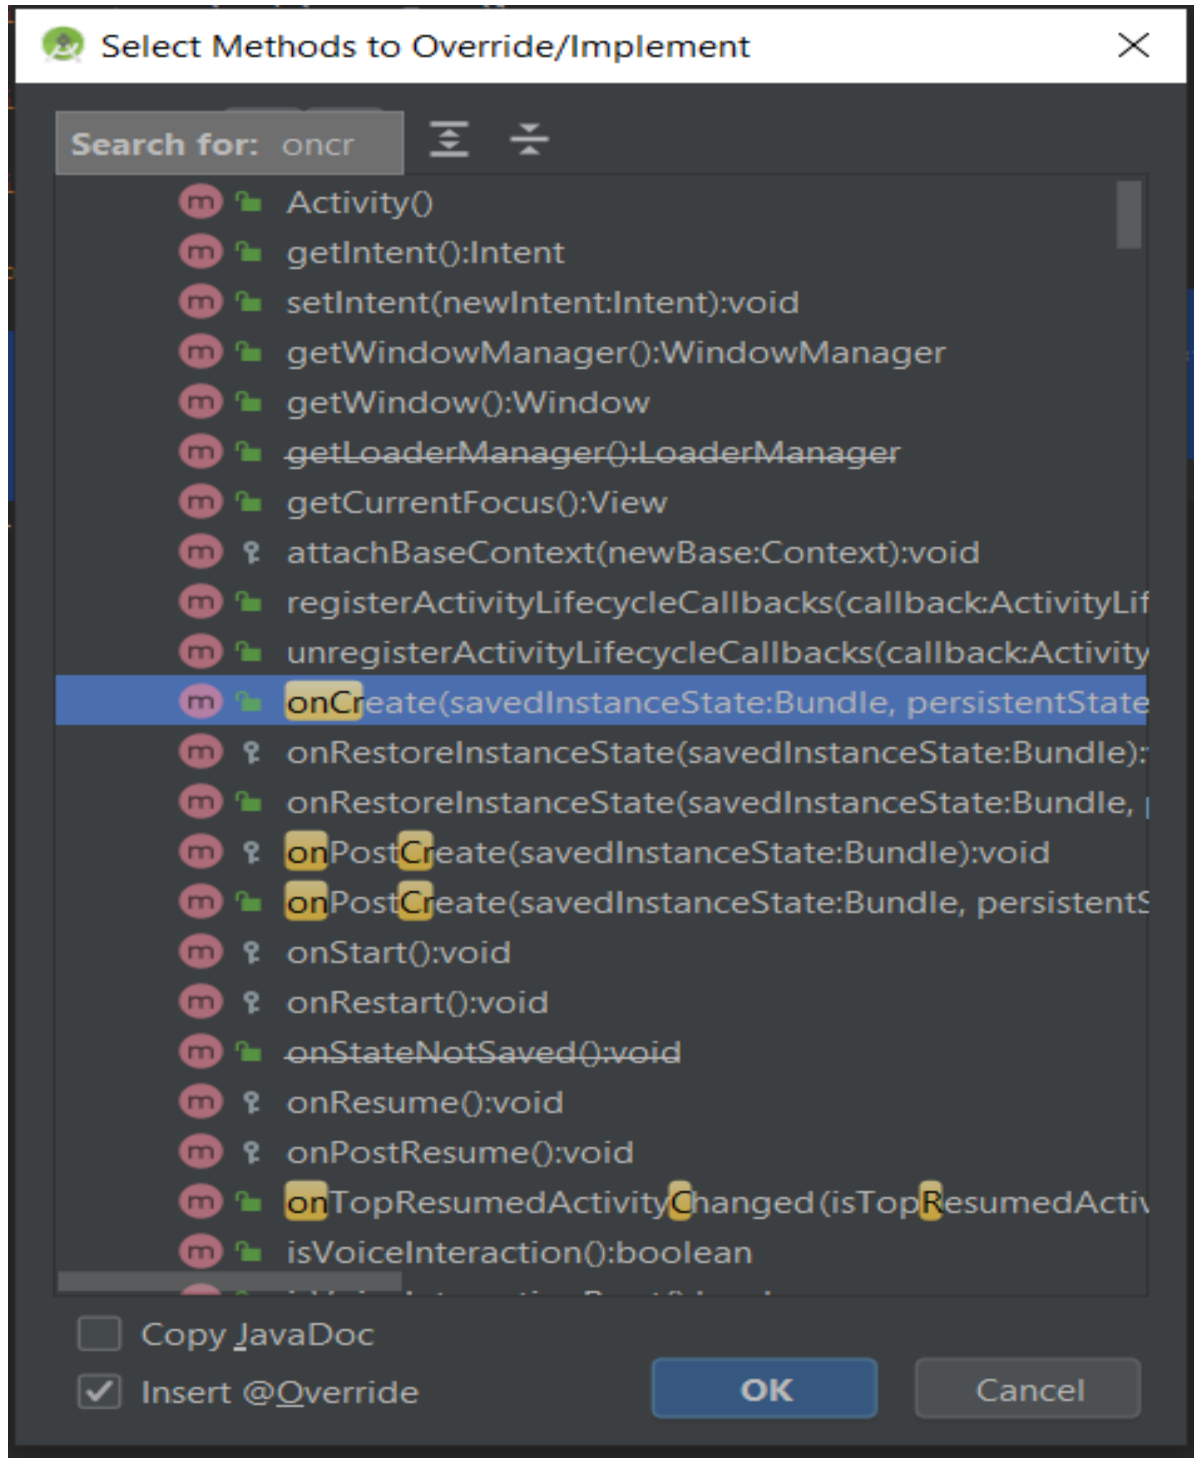 Select Methods to Override/Implement
Search for: oncr
m Activity()
m getIntent():Intent
m setIntent(newIntent:Intent):void
m getWindowManager():WindowManager
m getWindow():Window
m getLoaderManager():LoaderManager
m getCurrentFocus():View
m attachBaseContext(newBase:Context):void
m registerActivityLifecycleCallbacks(callback:ActivityLif
m unregisterActivityLifecycleCallbacks(callback:Activity
m onCreate(savedInstanceState:Bundle, persistentState
m onRestoreInstanceState(savedInstanceState:Bundle):
m onRestoreInstanceState(savedInstanceState:Bundle,
m onPostCreate(savedInstanceState:Bundle):void
m onPostCreate(savedInstanceState:Bundle, persistentS
m onStart():void
m onRestart():void
m onStateNotSaved():void
m onResume():void
m onPostResume():void
m onTopResumedActivityChanged(isTopResumedActiv
m isVoiceInteraction():boolean
Copy JavaDoc
Insert @Override
OK
Cancel